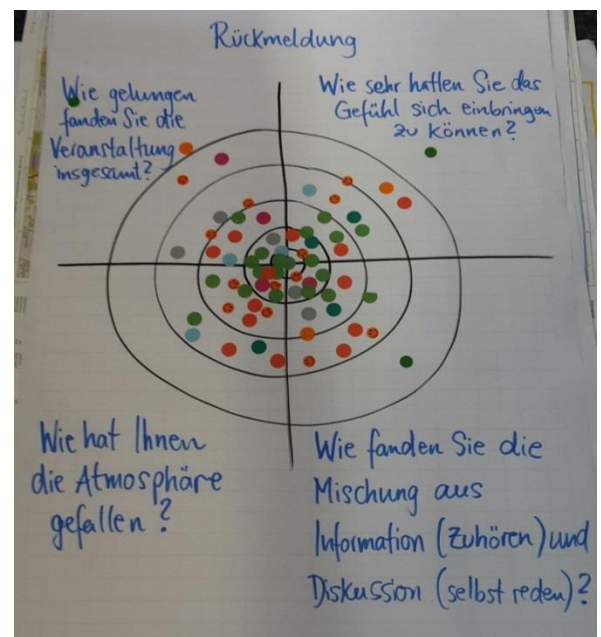 Rückmeldung
Wie gelungen
fanden Sie die
Veranstaltung
insgesamt?
Wie sehr hatten Sie das
Gefühl sich einbringen
zu können?
Wie hat Ihnen
die Atmosphäre
gefallen?
Wie fanden Sie die
Mischung aus
Information (Zuhören) und
Diskussion (selbst reden)?